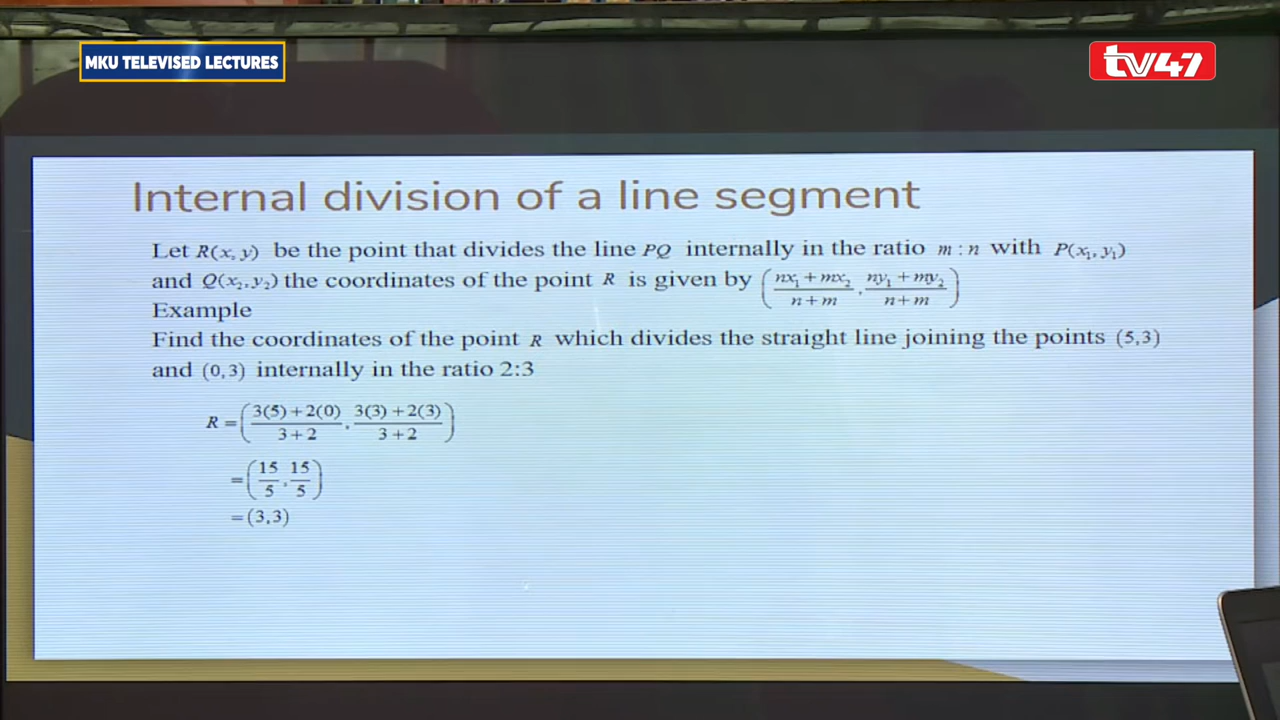 MKU TELEVISED LECTURES
tv47
Internal division of a line segment
Let R(x, y) be the point that divides the line PQ internally in the ratio m : n with P(x₁, y₁)
and Q(x₂, y₂) the coordinates of the point R is given by ((nx₁ + mx₂)/(n + m), (ny₁ + my₂)/(n + m))
Example
Find the coordinates of the point R which divides the straight line joining the points (5,3)
and (0,3) internally in the ratio 2:3
R = ((3(5) + 2(0))/(3 + 2), (3(3) + 2(3))/(3 + 2))
= (15/5, 15/5)
= (3,3)